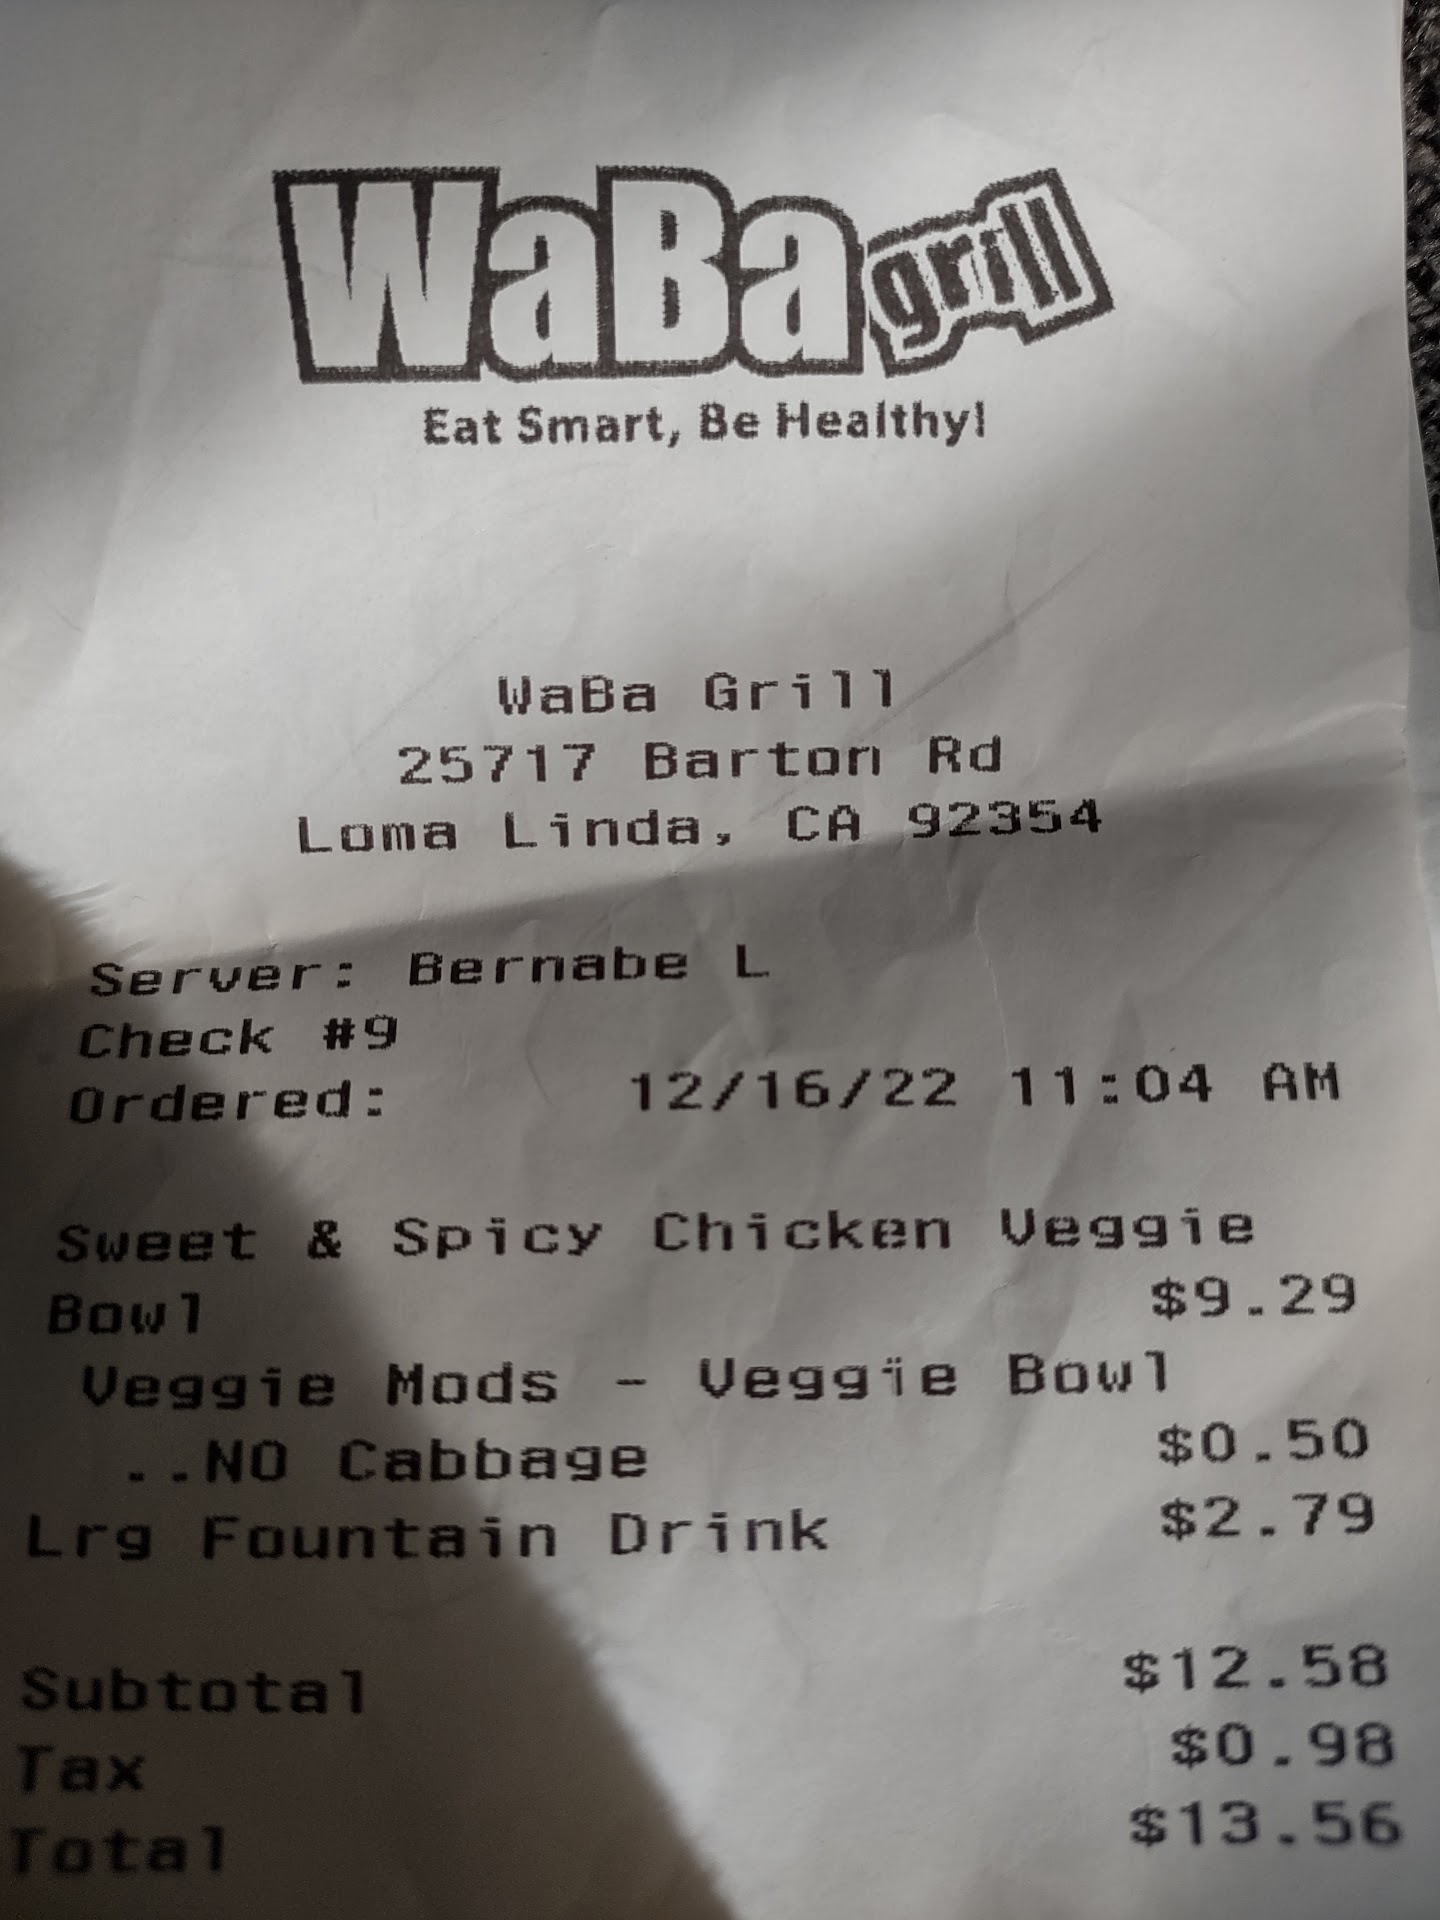 WaBa grill
Eat Smart, Be Healthy!
WaBa Grill
25717 Barton Rd
Loma Linda, CA 92354
Server: Bernabe L
Check #9
Ordered: 12/16/22 11:04 AM
Sweet & Spicy Chicken Veggie
Bowl $9.29
Veggie Mods - Veggie Bowl
..NO Cabbage $0.50
Lrg Fountain Drink $2.79
Subtotal $12.58
Tax $0.98
Total $13.56